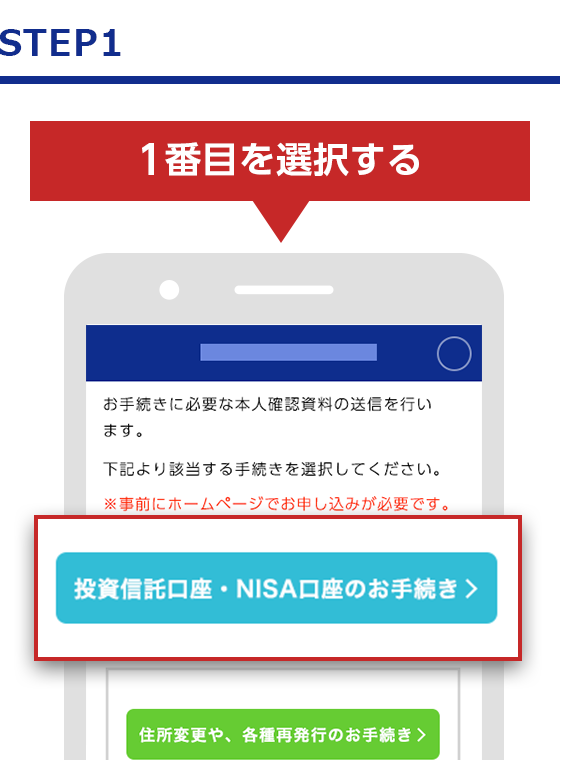 STEP1
1番目を選択する
お手続きに必要な本人確認資料の送信を行い
ます。
下記より該当する手続きを選択してください。
※事前にホームページでお申し込みが必要です。
投資信託口座・NISA口座のお手続き
住所変更や、各種再発行のお手続き